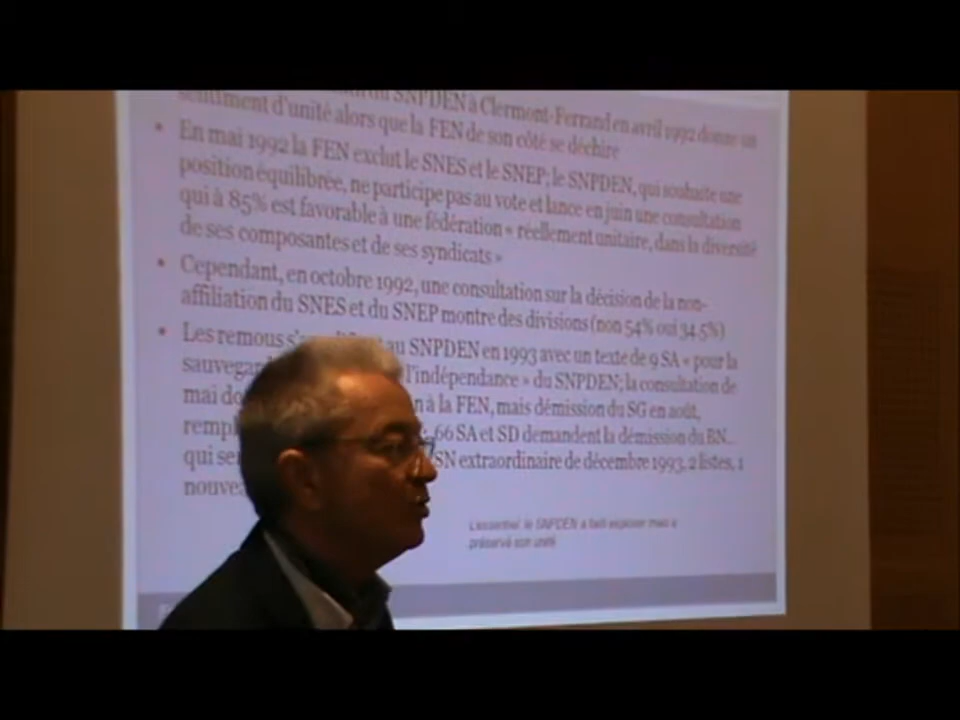 du SNPDEN à Clermont-Ferrand en avril 1992 donne un
sentiment d'unité alors que la FEN de son côté se déchire
• En mai 1992 la FEN exclut le SNES et le SNEP; le SNPDEN, qui souhaite une
position équilibrée, ne participe pas au vote et lance en juin une consultation
qui à 85% est favorable à une fédération « réellement unitaire, dans la diversité
de ses composantes et de ses syndicats »
• Cependant, en octobre 1992, une consultation sur la décision de la non-
affiliation du SNES et du SNEP montre des divisions (non 54% oui 34.5%)
• Les remous au SNPDEN en 1993 avec un texte de 9 SA « pour la
l'indépendance » du SNPDEN; la consultation de
mai à la FEN, mais démission du SG en août,
66 SA et SD demandent la démission du BN...
qui SN extraordinaire de décembre 1993, 2 listes, 1
L'essentiel, le SNPDEN a failli exploser mais a
préservé son unité